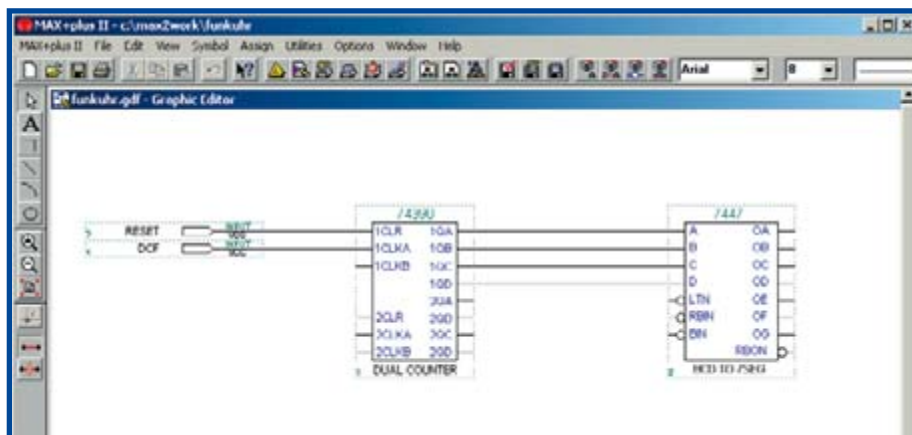 MAX+plus II - c:\max2work\funkuhr
MAX+plus II File Edit View Symbol Assign Utilities Options Window Help
Arial 8
funkuhr.gdf - Graphic Editor
74390 7447
RESET INPUT VCC 1CLR 1QA A OA
DCF INPUT VCC 1CLKA 1QB B OB
1CLKB 1QC C OC
1QD D OD
2QA LTN OE
2CLR 2QB RBIN OF
2CLKA 2QC BIN OG
2CLKB 2QD RBON
1 DUAL COUNTER BCD TO 7SEG